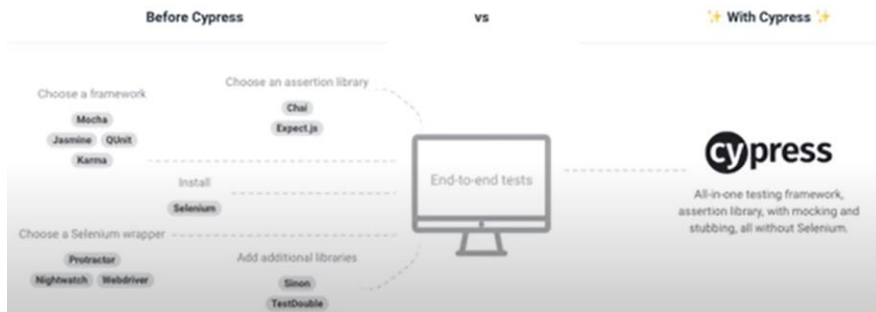 Before Cypress
vs
✨ With Cypress ✨
Choose a framework
Mocha
Jasmine QUnit
Karma
Choose an assertion library
Chai
Expect.js
Install
Selenium
Choose a Selenium wrapper
Protractor
Nightwatch Webdriver
Add additional libraries
Sinon
TestDouble
End-to-end tests
cypress
All-in-one testing framework,
assertion library, with mocking and
stubbing, all without Selenium.